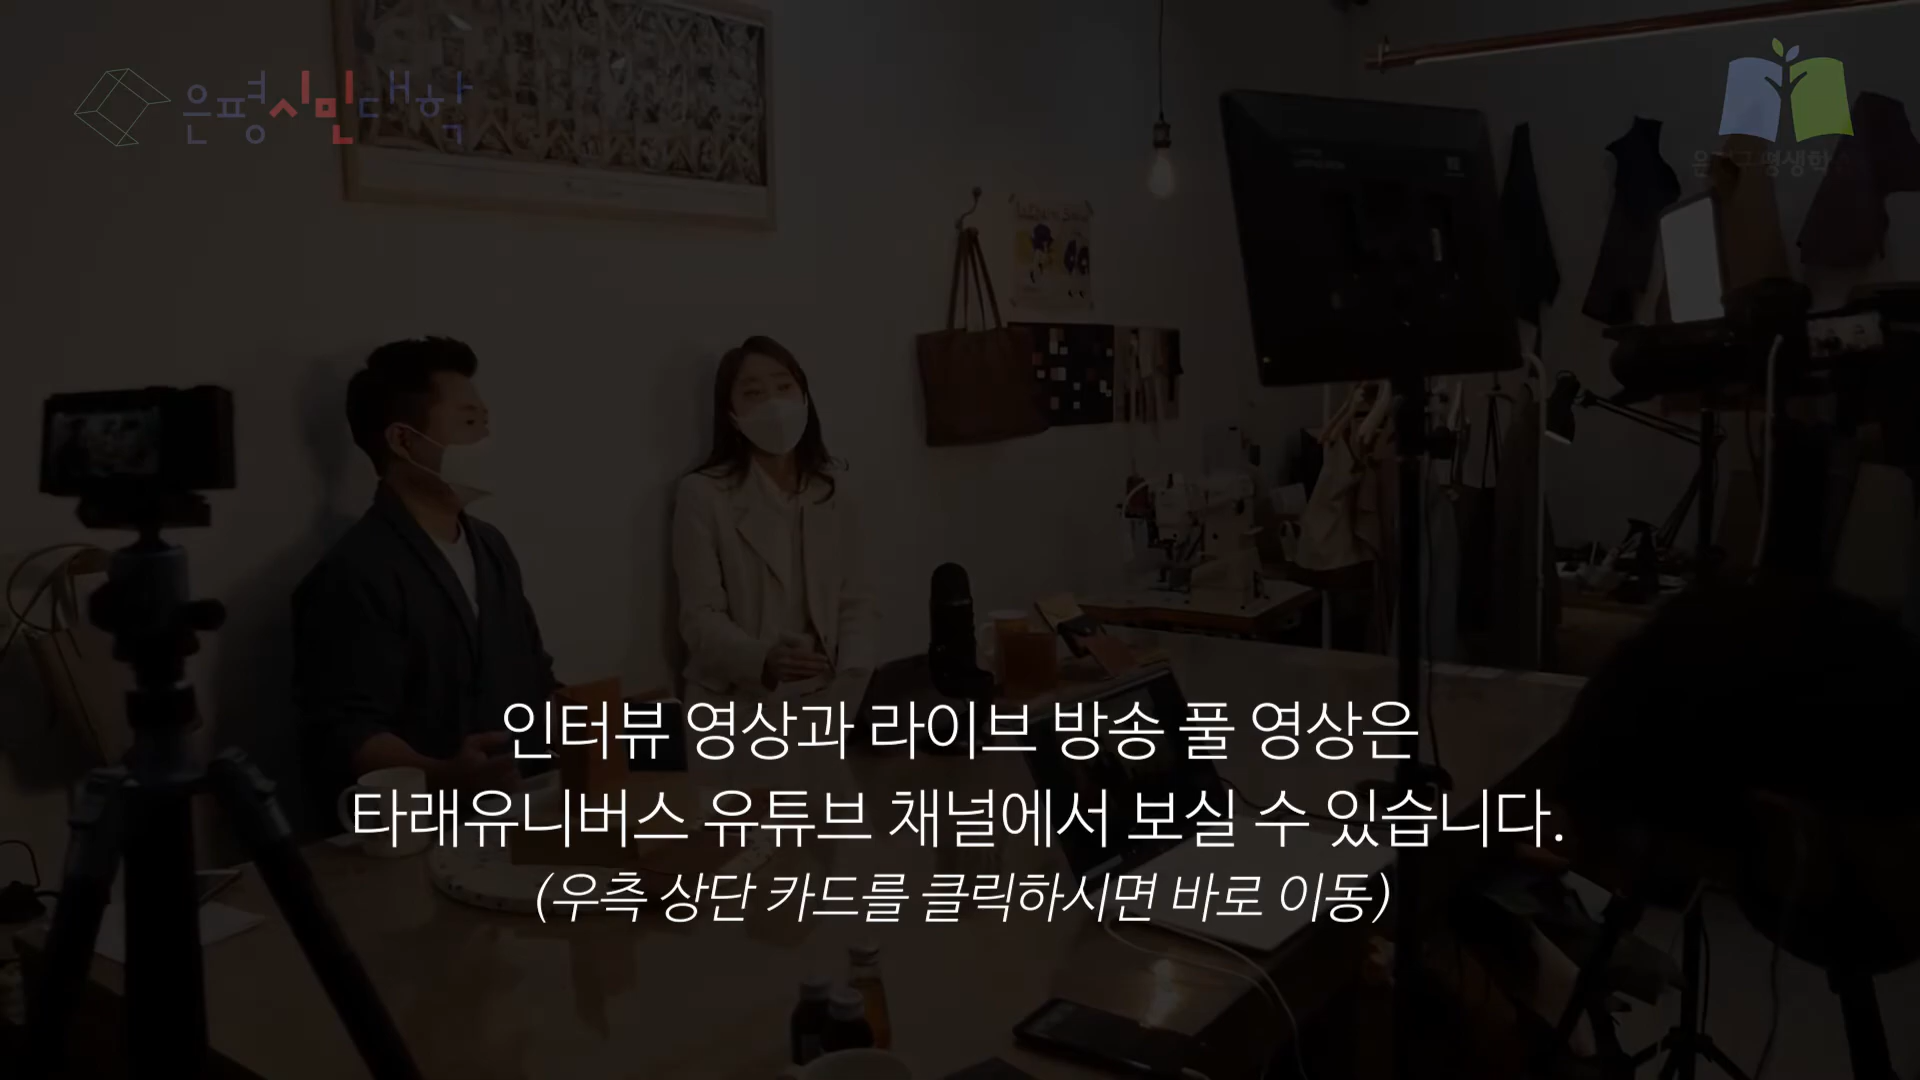 은평시민대학
인터뷰 영상과 라이브 방송 풀 영상은
타래유니버스 유튜브 채널에서 보실 수 있습니다.
(우측 상단 카드를 클릭하시면 바로 이동)